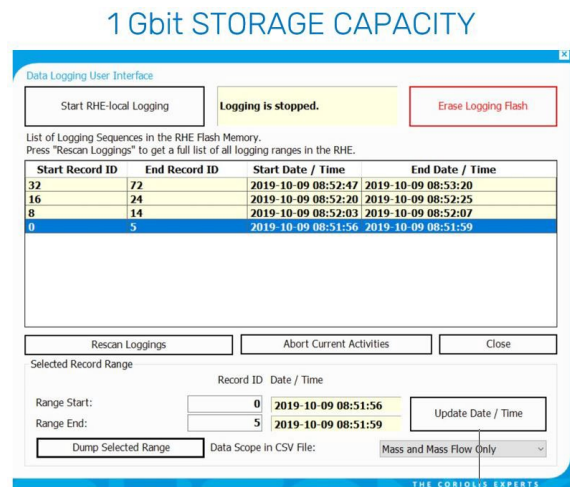 1 Gbit STORAGE CAPACITY
Data Logging User Interface
Start RHE-local Logging
Logging is stopped.
Erase Logging Flash
List of Logging Sequences in the RHE Flash Memory.
Press "Rescan Loggings" to get a full list of all logging ranges in the RHE.
Start Record ID End Record ID Start Date / Time End Date / Time
32 72 2019-10-09 08:52:47 2019-10-09 08:53:20
16 24 2019-10-09 08:52:20 2019-10-09 08:52:25
8 14 2019-10-09 08:52:03 2019-10-09 08:52:07
0 5 2019-10-09 08:51:56 2019-10-09 08:51:59
Rescan Loggings Abort Current Activities Close
Selected Record Range
Record ID Date / Time
Range Start: 0 2019-10-09 08:51:56
Range End: 5 2019-10-09 08:51:59
Update Date / Time
Dump Selected Range Data Scope in CSV File: Mass and Mass Flow Only
THE CORIOLIS EXPERTS